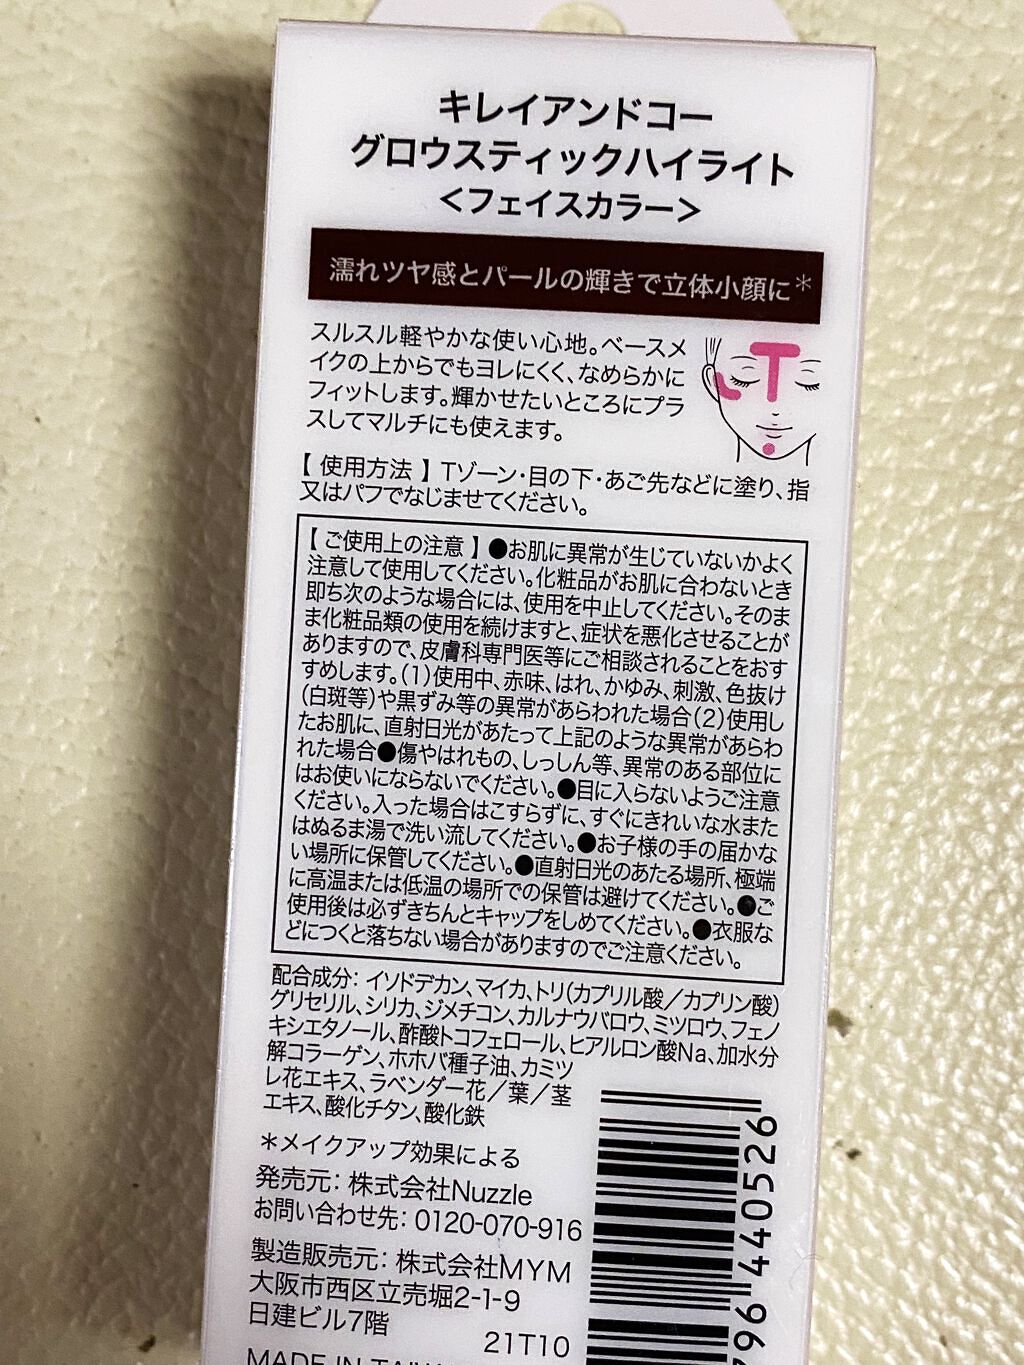 キレイアンドコー
グロウスティックハイライト
＜フェイスカラー＞
濡れツヤ感とパールの輝きで立体小顔に＊
スルスル軽やかな使い心地。ベースメ
イクの上からでもヨレにくく、なめらかに
フィットします。輝かせたいところにプラ
スしてマルチにも使えます。
【 使用方法 】 Tゾーン・目の下・あご先などに塗り、指
又はパフでなじませてください。
【 ご使用上の注意 】 ●お肌に異常が生じていないかよく
注意して使用してください。化粧品がお肌に合わないとき
即ち次のような場合には、使用を中止してください。そのま
ま化粧品類の使用を続けますと、症状を悪化させることが
ありますので、皮膚科専門医等にご相談されることをおす
すめします。(1)使用中、赤味、はれ、かゆみ、刺激、色抜け
(白斑等)や黒ずみ等の異常があらわれた場合(2)使用し
たお肌に、直射日光があたって上記のような異常があらわ
れた場合●傷やはれもの、しっしん等、異常のある部位に
はお使いにならないでください。●目に入らないようご注意
ください。入った場合はこすらずに、すぐにきれいな水また
はぬるま湯で洗い流してください。●お子様の手の届かな
い場所に保管してください。●直射日光のあたる場所、極端
に高温または低温の場所での保管は避けてください。●ご
使用後は必ずきちんとキャップをしめてください。●衣服な
どにつくと落ちない場合がありますのでご注意ください。
配合成分: イソドデカン、マイカ、トリ(カプリル酸／カプリン酸)
グリセリル、シリカ、ジメチコン、カルナウバロウ、ミツロウ、フェノ
キシエタノール、酢酸トコフェロール、ヒアルロン酸Na、加水分
解コラーゲン、ホホバ種子油、カミツ
レ花エキス、ラベンダー花／葉／茎
エキス、酸化チタン、酸化鉄
＊メイクアップ効果による
発売元: 株式会社Nuzzle
お問い合わせ先: 0120-070-916
製造販売元: 株式会社MYM
大阪市西区立売堀2-1-9
日建ビル7階
21T10
MADE IN TAIW
96 440526